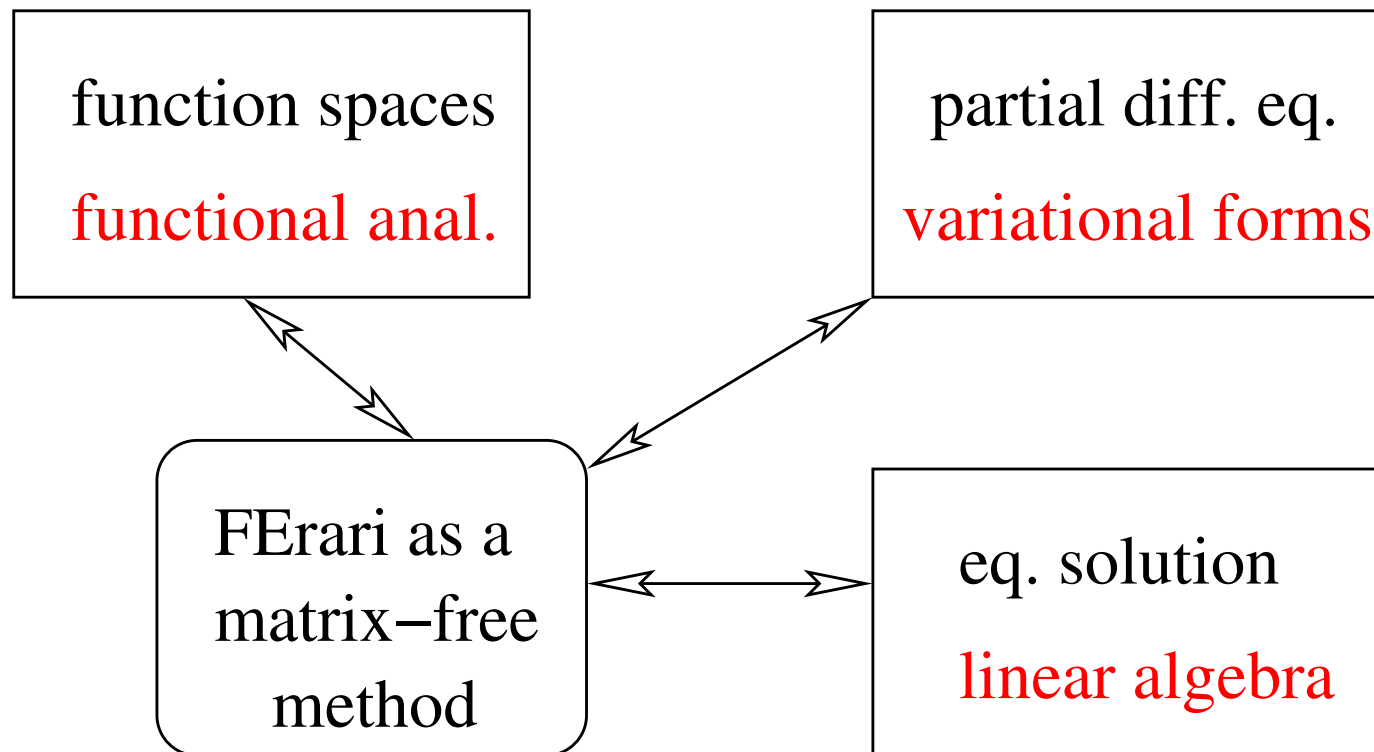 function spaces
functional anal.
partial diff. eq.
variational forms
FErari as a
matrix−free
method
eq. solution
linear algebra